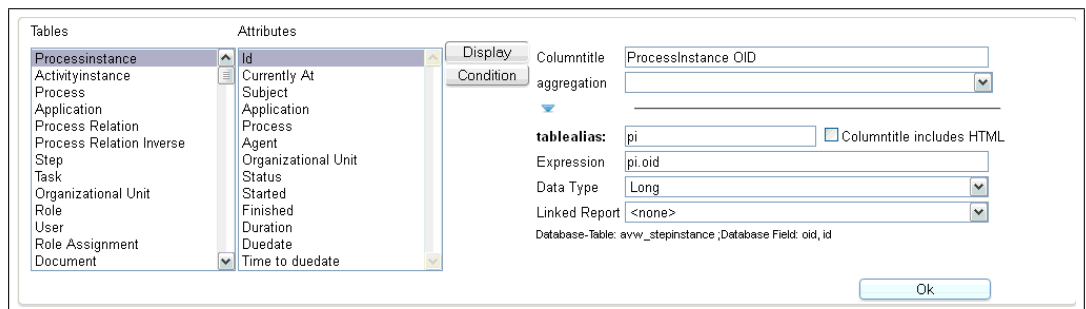 Tables
Processinstance
Activityinstance
Process
Application
Process Relation
Process Relation Inverse
Step
Task
Organizational Unit
Role
User
Role Assignment
Document
Attributes
Id
Currently At
Subject
Application
Process
Agent
Organizational Unit
Status
Started
Finished
Duration
Duedate
Time to duedate
Display
Condition
Columntitle ProcessInstance OID
aggregation
tablealias: pi Columntitle includes HTML
Expression pi.oid
Data Type Long
Linked Report <none>
Database-Table: avw_stepinstance ;Database Field: oid, id
Ok